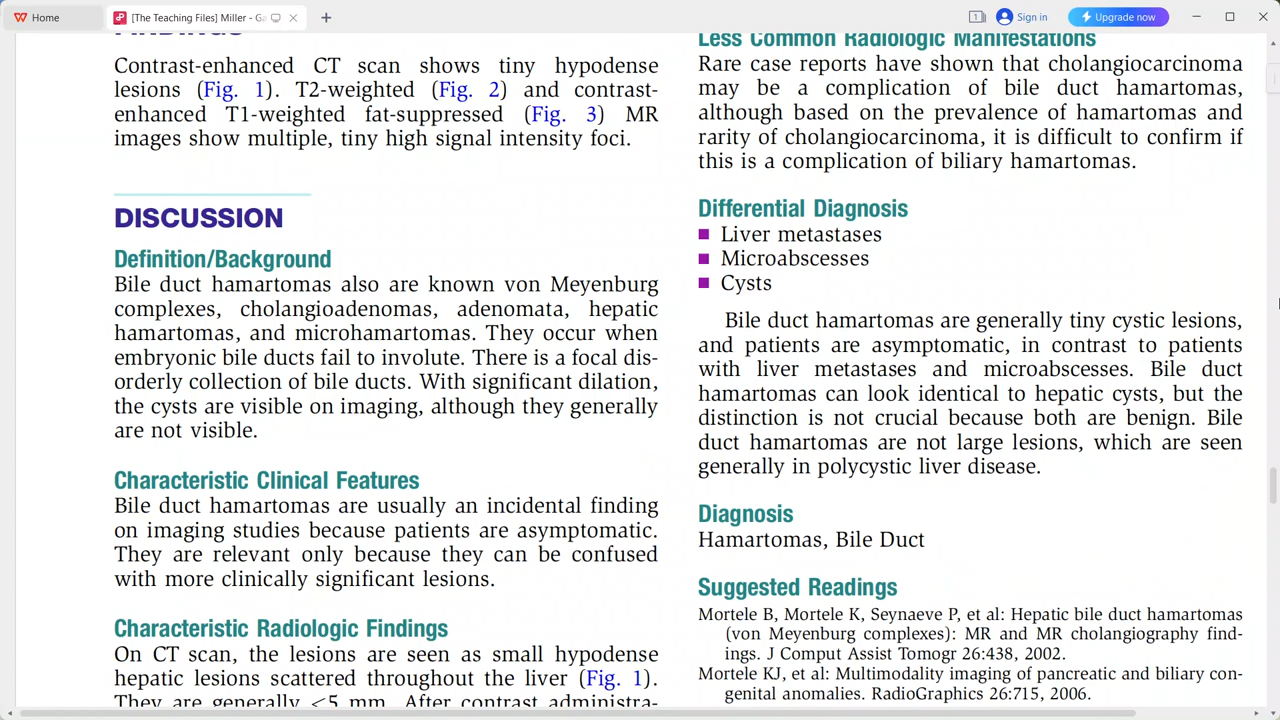 Home
[The Teaching Files] Miller - Ga
1
Sign in
Upgrade now
FINDINGS
Contrast-enhanced CT scan shows tiny hypodense
lesions (Fig. 1). T2-weighted (Fig. 2) and contrast-
enhanced T1-weighted fat-suppressed (Fig. 3) MR
images show multiple, tiny high signal intensity foci.
DISCUSSION
Definition/Background
Bile duct hamartomas also are known von Meyenburg
complexes, cholangioadenomas, adenomata, hepatic
hamartomas, and microhamartomas. They occur when
embryonic bile ducts fail to involute. There is a focal dis-
orderly collection of bile ducts. With significant dilation,
the cysts are visible on imaging, although they generally
are not visible.
Characteristic Clinical Features
Bile duct hamartomas are usually an incidental finding
on imaging studies because patients are asymptomatic.
They are relevant only because they can be confused
with more clinically significant lesions.
Characteristic Radiologic Findings
On CT scan, the lesions are seen as small hypodense
hepatic lesions scattered throughout the liver (Fig. 1).
They are generally <5 mm. After contrast administra-
Less Common Radiologic Manifestations
Rare case reports have shown that cholangiocarcinoma
may be a complication of bile duct hamartomas,
although based on the prevalence of hamartomas and
rarity of cholangiocarcinoma, it is difficult to confirm if
this is a complication of biliary hamartomas.
Differential Diagnosis
■ Liver metastases
■ Microabscesses
■ Cysts
Bile duct hamartomas are generally tiny cystic lesions,
and patients are asymptomatic, in contrast to patients
with liver metastases and microabscesses. Bile duct
hamartomas can look identical to hepatic cysts, but the
distinction is not crucial because both are benign. Bile
duct hamartomas are not large lesions, which are seen
generally in polycystic liver disease.
Diagnosis
Hamartomas, Bile Duct
Suggested Readings
Mortele B, Mortele K, Seynaeve P, et al: Hepatic bile duct hamartomas
(von Meyenburg complexes): MR and MR cholangiography find-
ings. J Comput Assist Tomogr 26:438, 2002.
Mortele KJ, et al: Multimodality imaging of pancreatic and biliary con-
genital anomalies. RadioGraphics 26:715, 2006.